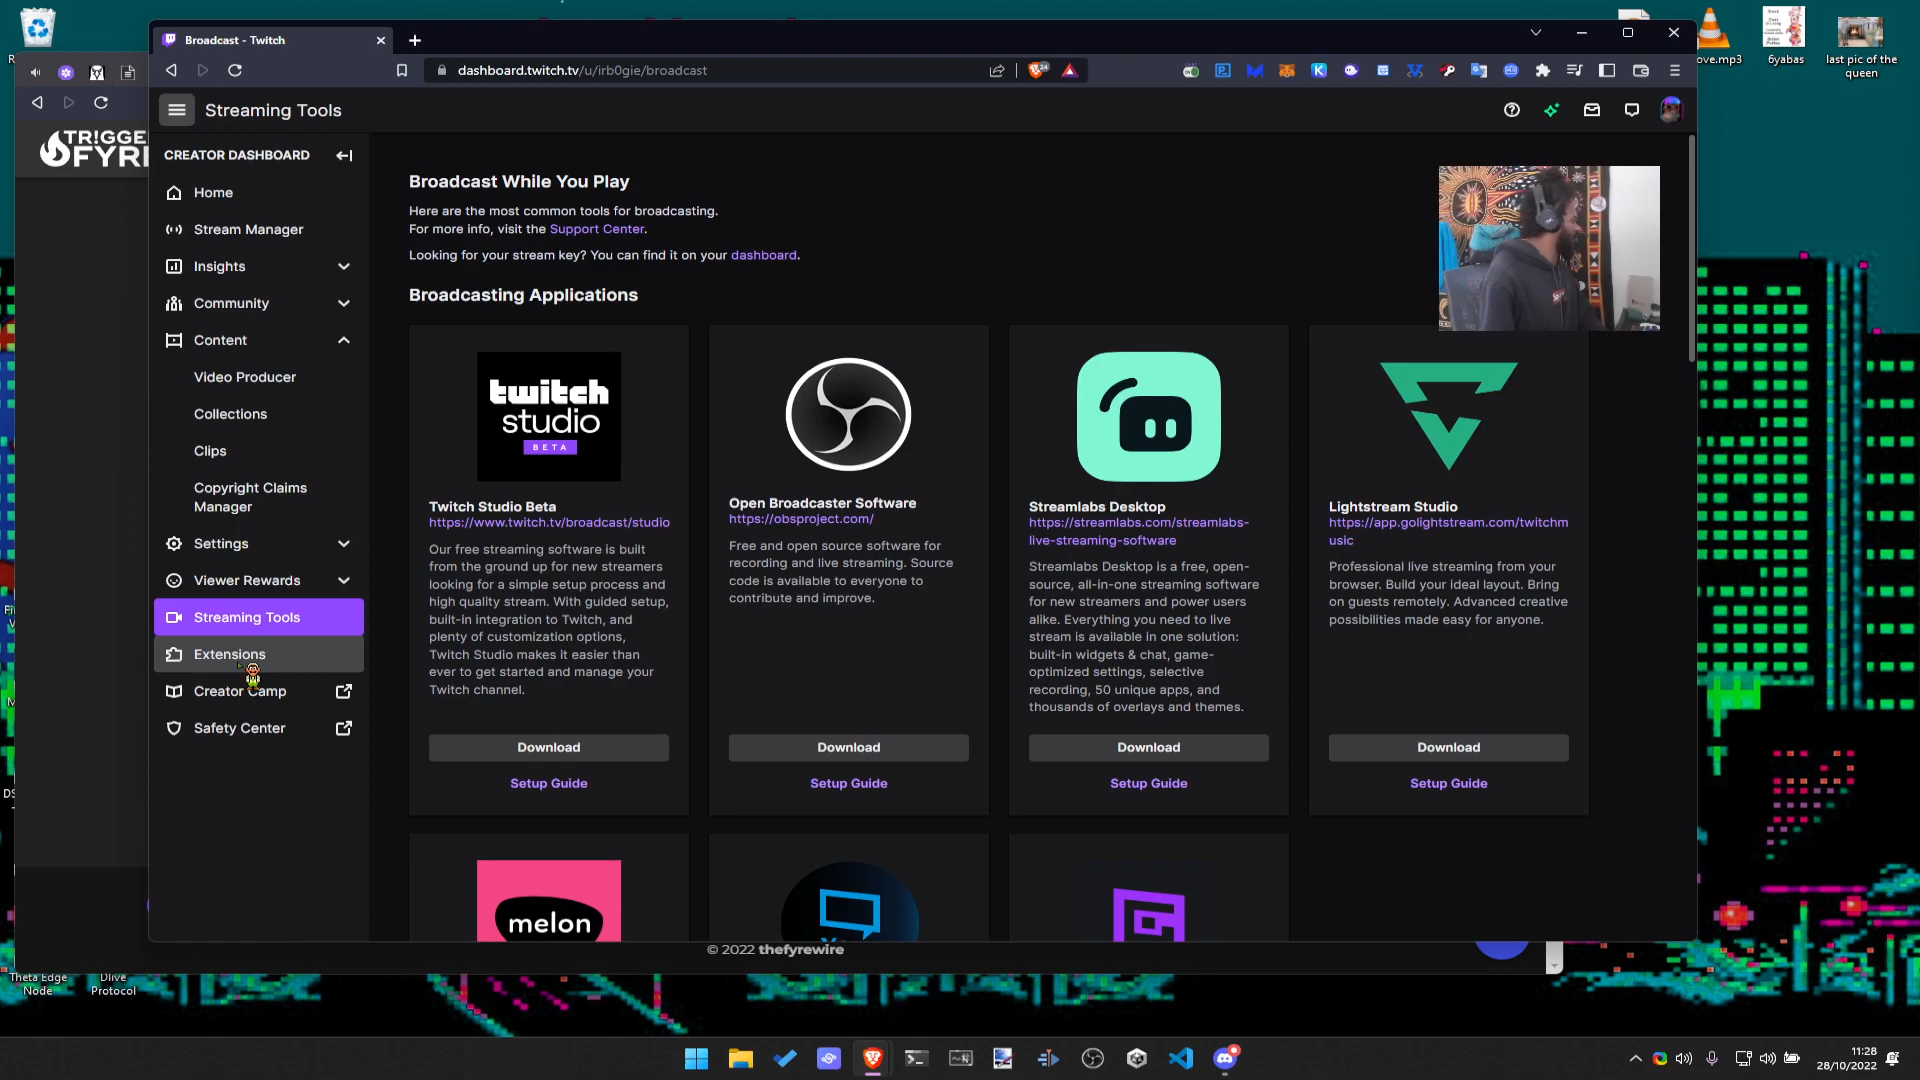 Broadcast - Twitch
dashboard.twitch.tv/u/irb0gie/broadcast
24
ove.mp3
6yabas
last pic of the
queen
TR!GGE
FYR
Streaming Tools
CREATOR DASHBOARD
Home
Stream Manager
Insights
Community
Content
Video Producer
Collections
Clips
Copyright Claims
Manager
Settings
Viewer Rewards
Streaming Tools
Extensions
Creator Camp
Safety Center
Broadcast While You Play
Here are the most common tools for broadcasting.
For more info, visit the Support Center.
Looking for your stream key? You can find it on your dashboard.
Broadcasting Applications
twitch
studio
BETA
Twitch Studio Beta
https://www.twitch.tv/broadcast/studio
Our free streaming software is built
from the ground up for new streamers
looking for a simple setup process and
high quality stream. With guided setup,
built-in integration to Twitch, and
plenty of customization options,
Twitch Studio makes it easier than
ever to get started and manage your
Twitch channel.
Download
Setup Guide
Open Broadcaster Software
https://obsproject.com/
Free and open source software for
recording and live streaming. Source
code is available to everyone to
contribute and improve.
Download
Setup Guide
Streamlabs Desktop
https://streamlabs.com/streamlabs-
live-streaming-software
Streamlabs Desktop is a free, open-
source, all-in-one streaming software
for new streamers and power users
alike. Everything you need to live
stream is available in one solution:
built-in widgets & chat, game-
optimized settings, selective
recording, 50 unique apps, and
thousands of overlays and themes.
Download
Setup Guide
Lightstream Studio
https://app.golightstream.com/twitchm
usic
Professional live streaming from your
browser. Build your ideal layout. Bring
on guests remotely. Advanced creative
possibilities made easy for anyone.
Download
Setup Guide
melon
© 2022 thefyrewire
Theta Edge
Node
Dlive
Protocol
11:28
28/10/2022